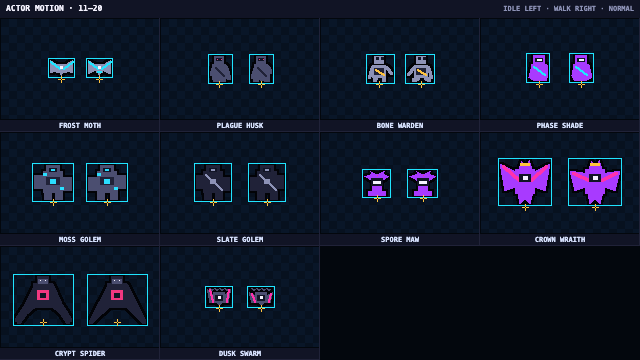 ACTOR MOTION · 11—20
IDLE LEFT · WALK RIGHT · NORMAL
FROST MOTH
PLAGUE HUSK
BONE WARDEN
PHASE SHADE
MOSS GOLEM
SLATE GOLEM
SPORE MAW
CROWN WRAITH
CRYPT SPIDER
DUSK SWARM